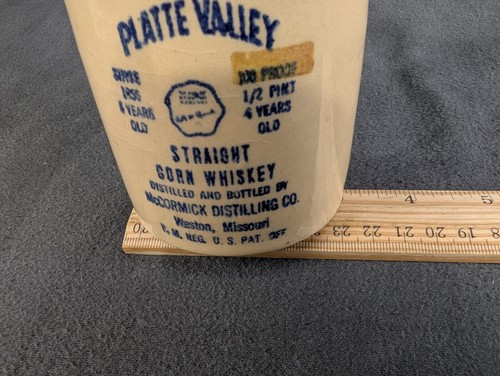 PLATTE VALLEY
SINCE
1856
8 YEARS
OLD
100 PROOF
1/2 PINT
YEARS
OLD
STRAIGHT
CORN WHISKEY
DISTILLED AND BOTTLED BY
McCORMICK DISTILLING CO.
Weston, Missouri
T. M. REG. U. S. PAT. OFF
4 5
23 22 21 20 19 18